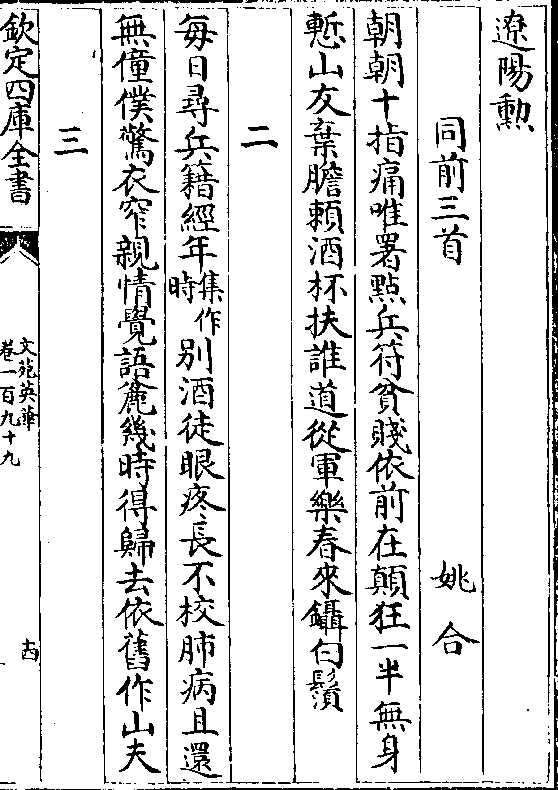 遼陽勲
同前三首 姚合
朝朝十指痛唯署點兵符貧賤依前在顛狂一半無身
慙山友棄膽頼酒杯扶誰道從軍樂春來鑷白鬚
二
每日尋兵籍經年集作時別酒徒眼疼長不校肺病且還
無僮僕驚衣窄親情覺語麄幾時得歸去依舊作山夫
三
欽定四庫全書
文苑英華
卷一百九十九
十四